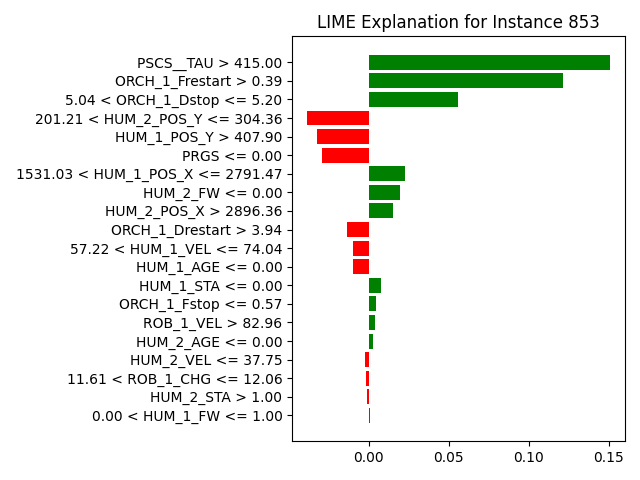 LIME Explanation for Instance 853
PSCS__TAU > 415.00
ORCH_1_Frestart > 0.39
5.04 < ORCH_1_Dstop <= 5.20
201.21 < HUM_2_POS_Y <= 304.36
HUM_1_POS_Y > 407.90
PRGS <= 0.00
1531.03 < HUM_1_POS_X <= 2791.47
HUM_2_FW <= 0.00
HUM_2_POS_X > 2896.36
ORCH_1_Drestart > 3.94
57.22 < HUM_1_VEL <= 74.04
HUM_1_AGE <= 0.00
HUM_1_STA <= 0.00
ORCH_1_Fstop <= 0.57
ROB_1_VEL > 82.96
HUM_2_AGE <= 0.00
HUM_2_VEL <= 37.75
11.61 < ROB_1_CHG <= 12.06
HUM_2_STA > 1.00
0.00 < HUM_1_FW <= 1.00
0.00 0.05 0.10 0.15